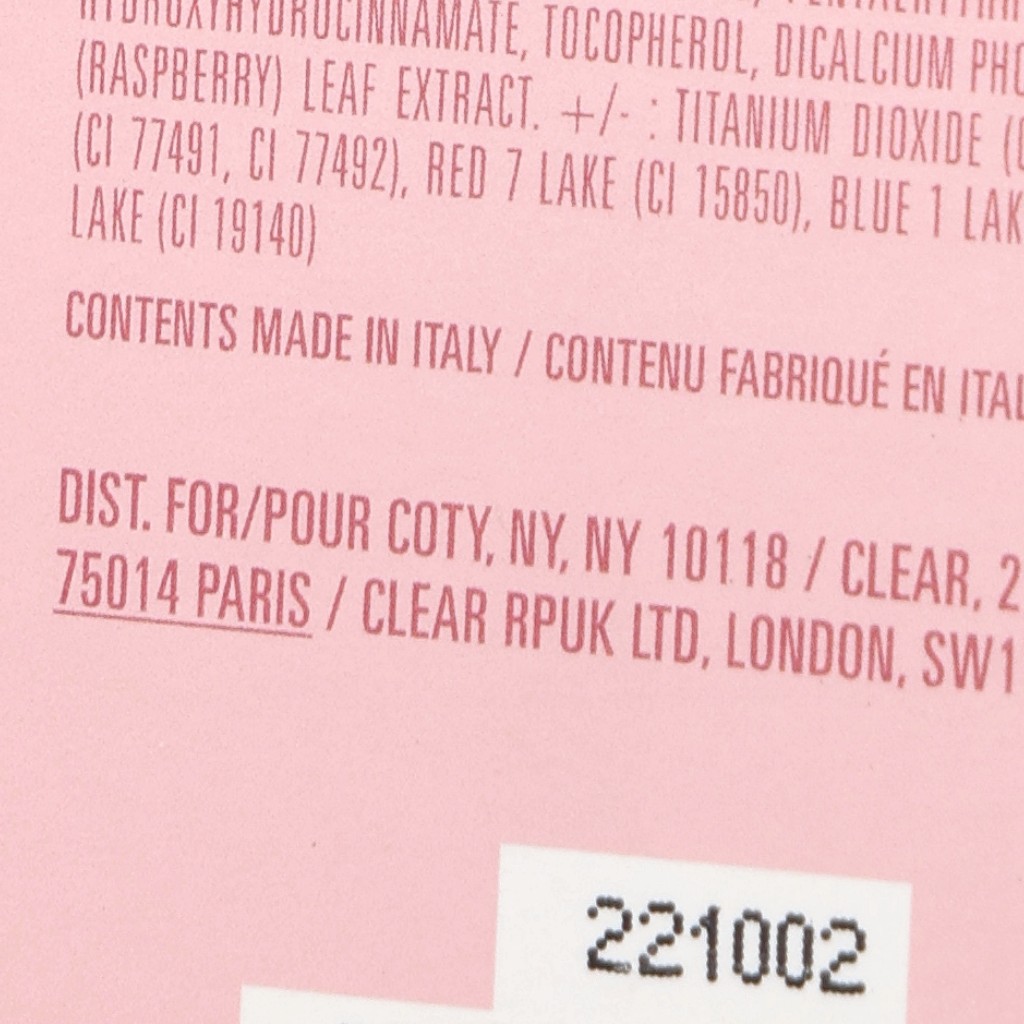 TOCOPHEROL, DICALCIUM
(RASPBERRY) LEAF EXTRACT. +/- : TITANIUM DIOXIDE
(CI 77491, CI 77492), RED 7 LAKE (CI 15850), BLUE 1
LAKE (CI 19140)
CONTENTS MADE IN ITALY / CONTENU FABRIQUÉ EN
DIST. FOR/POUR COTY, NY, NY 10118 / CLEAR, 2
75014 PARIS / CLEAR RPUK LTD, LONDON, SW1
221002